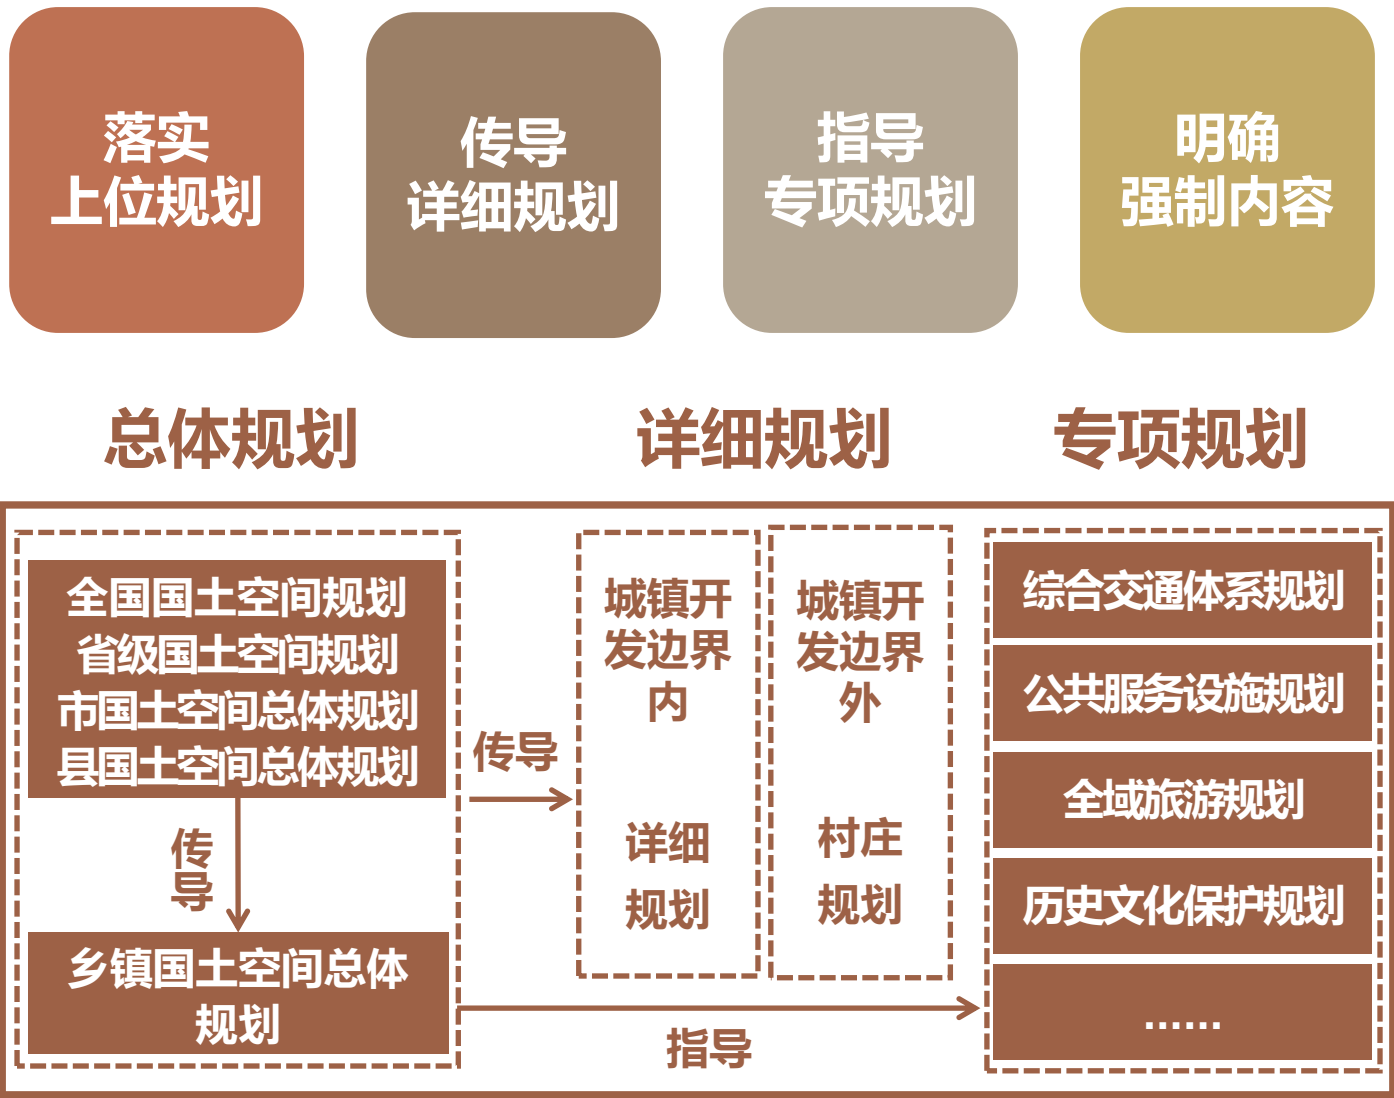 落实
上位规划
传导
详细规划
指导
专项规划
明确
强制内容
总体规划
详细规划
专项规划
全国国土空间规划
省级国土空间规划
市国土空间总体规划
县国土空间总体规划
传
导
乡镇国土空间总体
规划
传导
城镇开
发边界
内
详细
规划
城镇开
发边界
外
村庄
规划
指导
综合交通体系规划
公共服务设施规划
全域旅游规划
历史文化保护规划
......